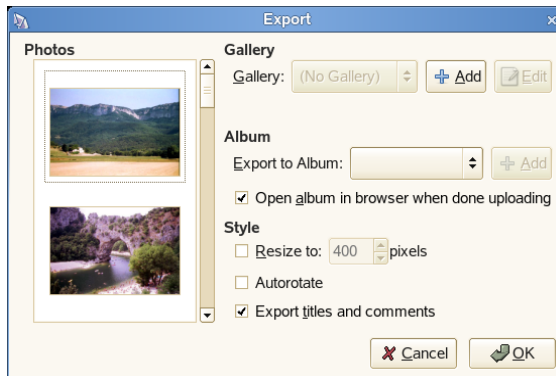 Export
Photos
Gallery
Gallery: (No Gallery) Add Edit
Album
Export to Album: Add
Open album in browser when done uploading
Style
Resize to: 400 pixels
Autorotate
Export titles and comments
Cancel OK